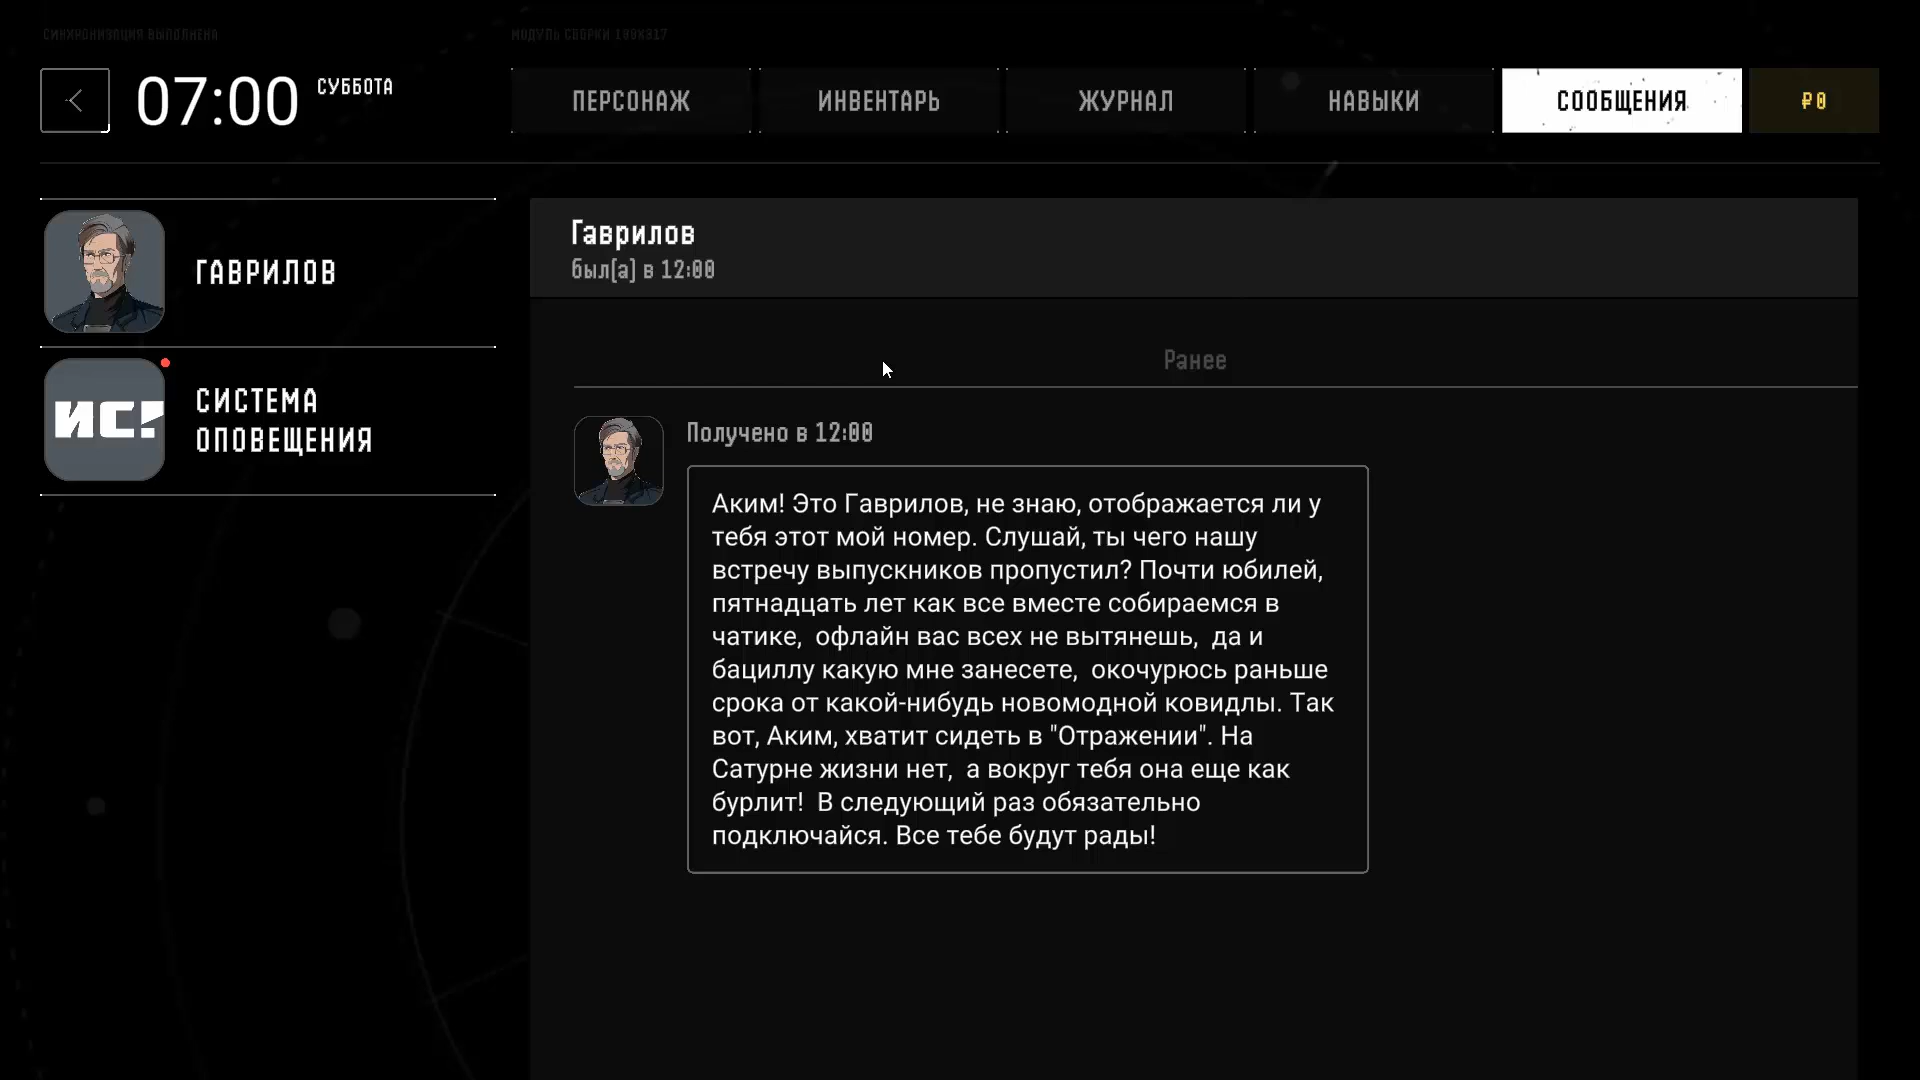 СИНХРОНИЗАЦИЯ ВЫПОЛНЕНА
МОДУЛЬ СБОРКИ
07:00 СУББОТА
ПЕРСОНАЖ
ИНВЕНТАРЬ
ЖУРНАЛ
НАВЫКИ
СООБЩЕНИЯ
₽0
ГАВРИЛОВ
ИС!
СИСТЕМА
ОПОВЕЩЕНИЯ
Гаврилов
был(а) в 12:00
Ранее
Получено в 12:00
Аким! Это Гаврилов, не знаю, отображается ли у
тебя этот мой номер. Слушай, ты чего нашу
встречу выпускников пропустил? Почти юбилей,
пятнадцать лет как все вместе собираемся в
чатике,  офлайн вас всех не вытянешь,  да и
бациллу какую мне занесете,  окочурюсь раньше
срока от какой-нибудь новомодной ковидлы. Так
вот, Аким, хватит сидеть в "Отражении". На
Сатурне жизни нет,  а вокруг тебя она еще как
бурлит!  В следующий раз обязательно
подключайся. Все тебе будут рады!